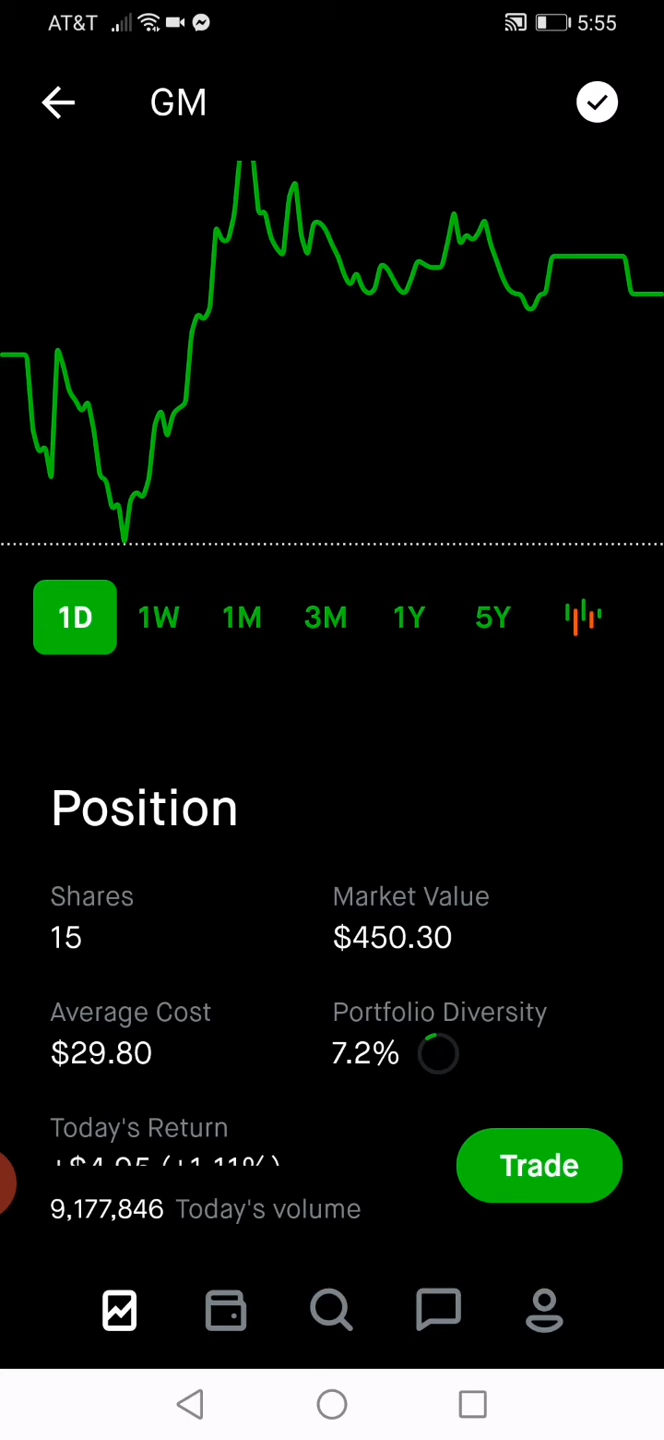 AT&T 5:55
GM
1D 1W 1M 3M 1Y 5Y
Position
Shares Market Value
15 $450.30
Average Cost Portfolio Diversity
$29.80 7.2%
Today's Return
Trade
9,177,846 Today's volume